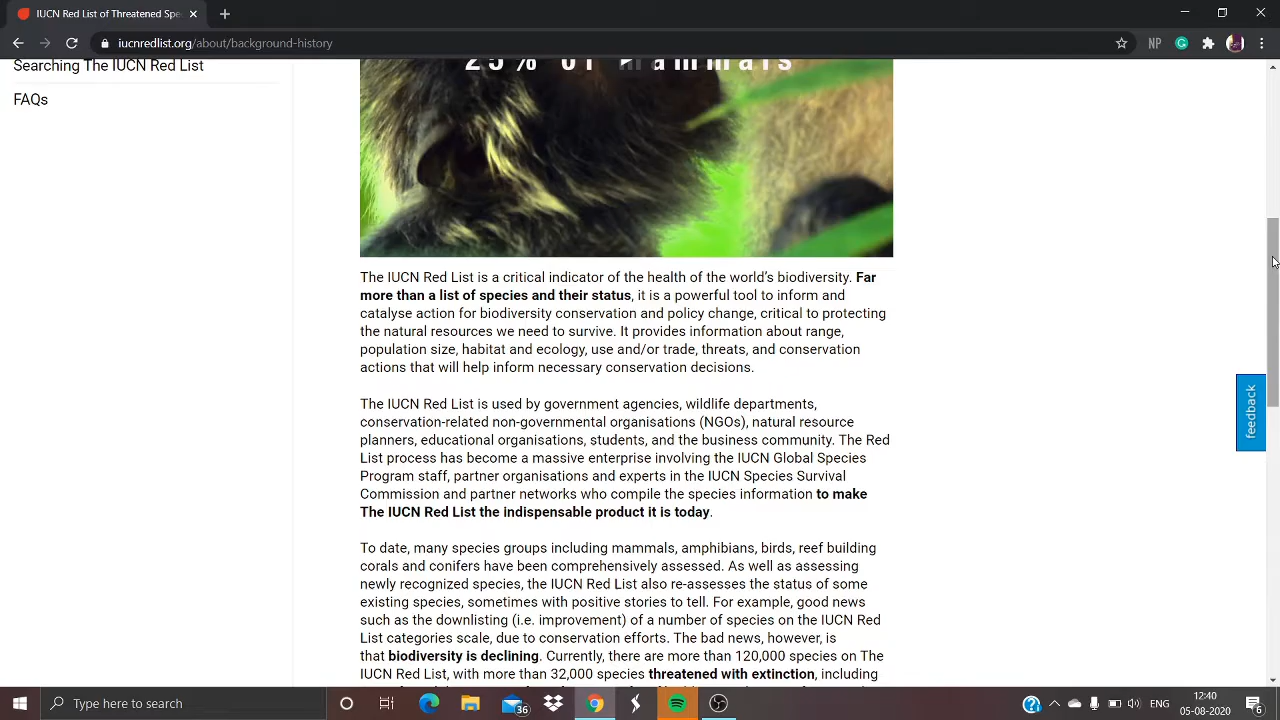 IUCN Red List of Threatened Spe
iucnredlist.org/about/background-history
NP
Searching The IUCN Red List
FAQs
25% of Mammals
The IUCN Red List is a critical indicator of the health of the world's biodiversity. Far
more than a list of species and their status, it is a powerful tool to inform and
catalyse action for biodiversity conservation and policy change, critical to protecting
the natural resources we need to survive. It provides information about range,
population size, habitat and ecology, use and/or trade, threats, and conservation
actions that will help inform necessary conservation decisions.
The IUCN Red List is used by government agencies, wildlife departments,
conservation-related non-governmental organisations (NGOs), natural resource
planners, educational organisations, students, and the business community. The Red
List process has become a massive enterprise involving the IUCN Global Species
Program staff, partner organisations and experts in the IUCN Species Survival
Commission and partner networks who compile the species information to make
The IUCN Red List the indispensable product it is today.
To date, many species groups including mammals, amphibians, birds, reef building
corals and conifers have been comprehensively assessed. As well as assessing
newly recognized species, the IUCN Red List also re-assesses the status of some
existing species, sometimes with positive stories to tell. For example, good news
such as the downlisting (i.e. improvement) of a number of species on the IUCN Red
List categories scale, due to conservation efforts. The bad news, however, is
that biodiversity is declining. Currently, there are more than 120,000 species on The
IUCN Red List, with more than 32,000 species threatened with extinction, including
feedback
Type here to search
36
ENG
12:40
05-08-2020
6